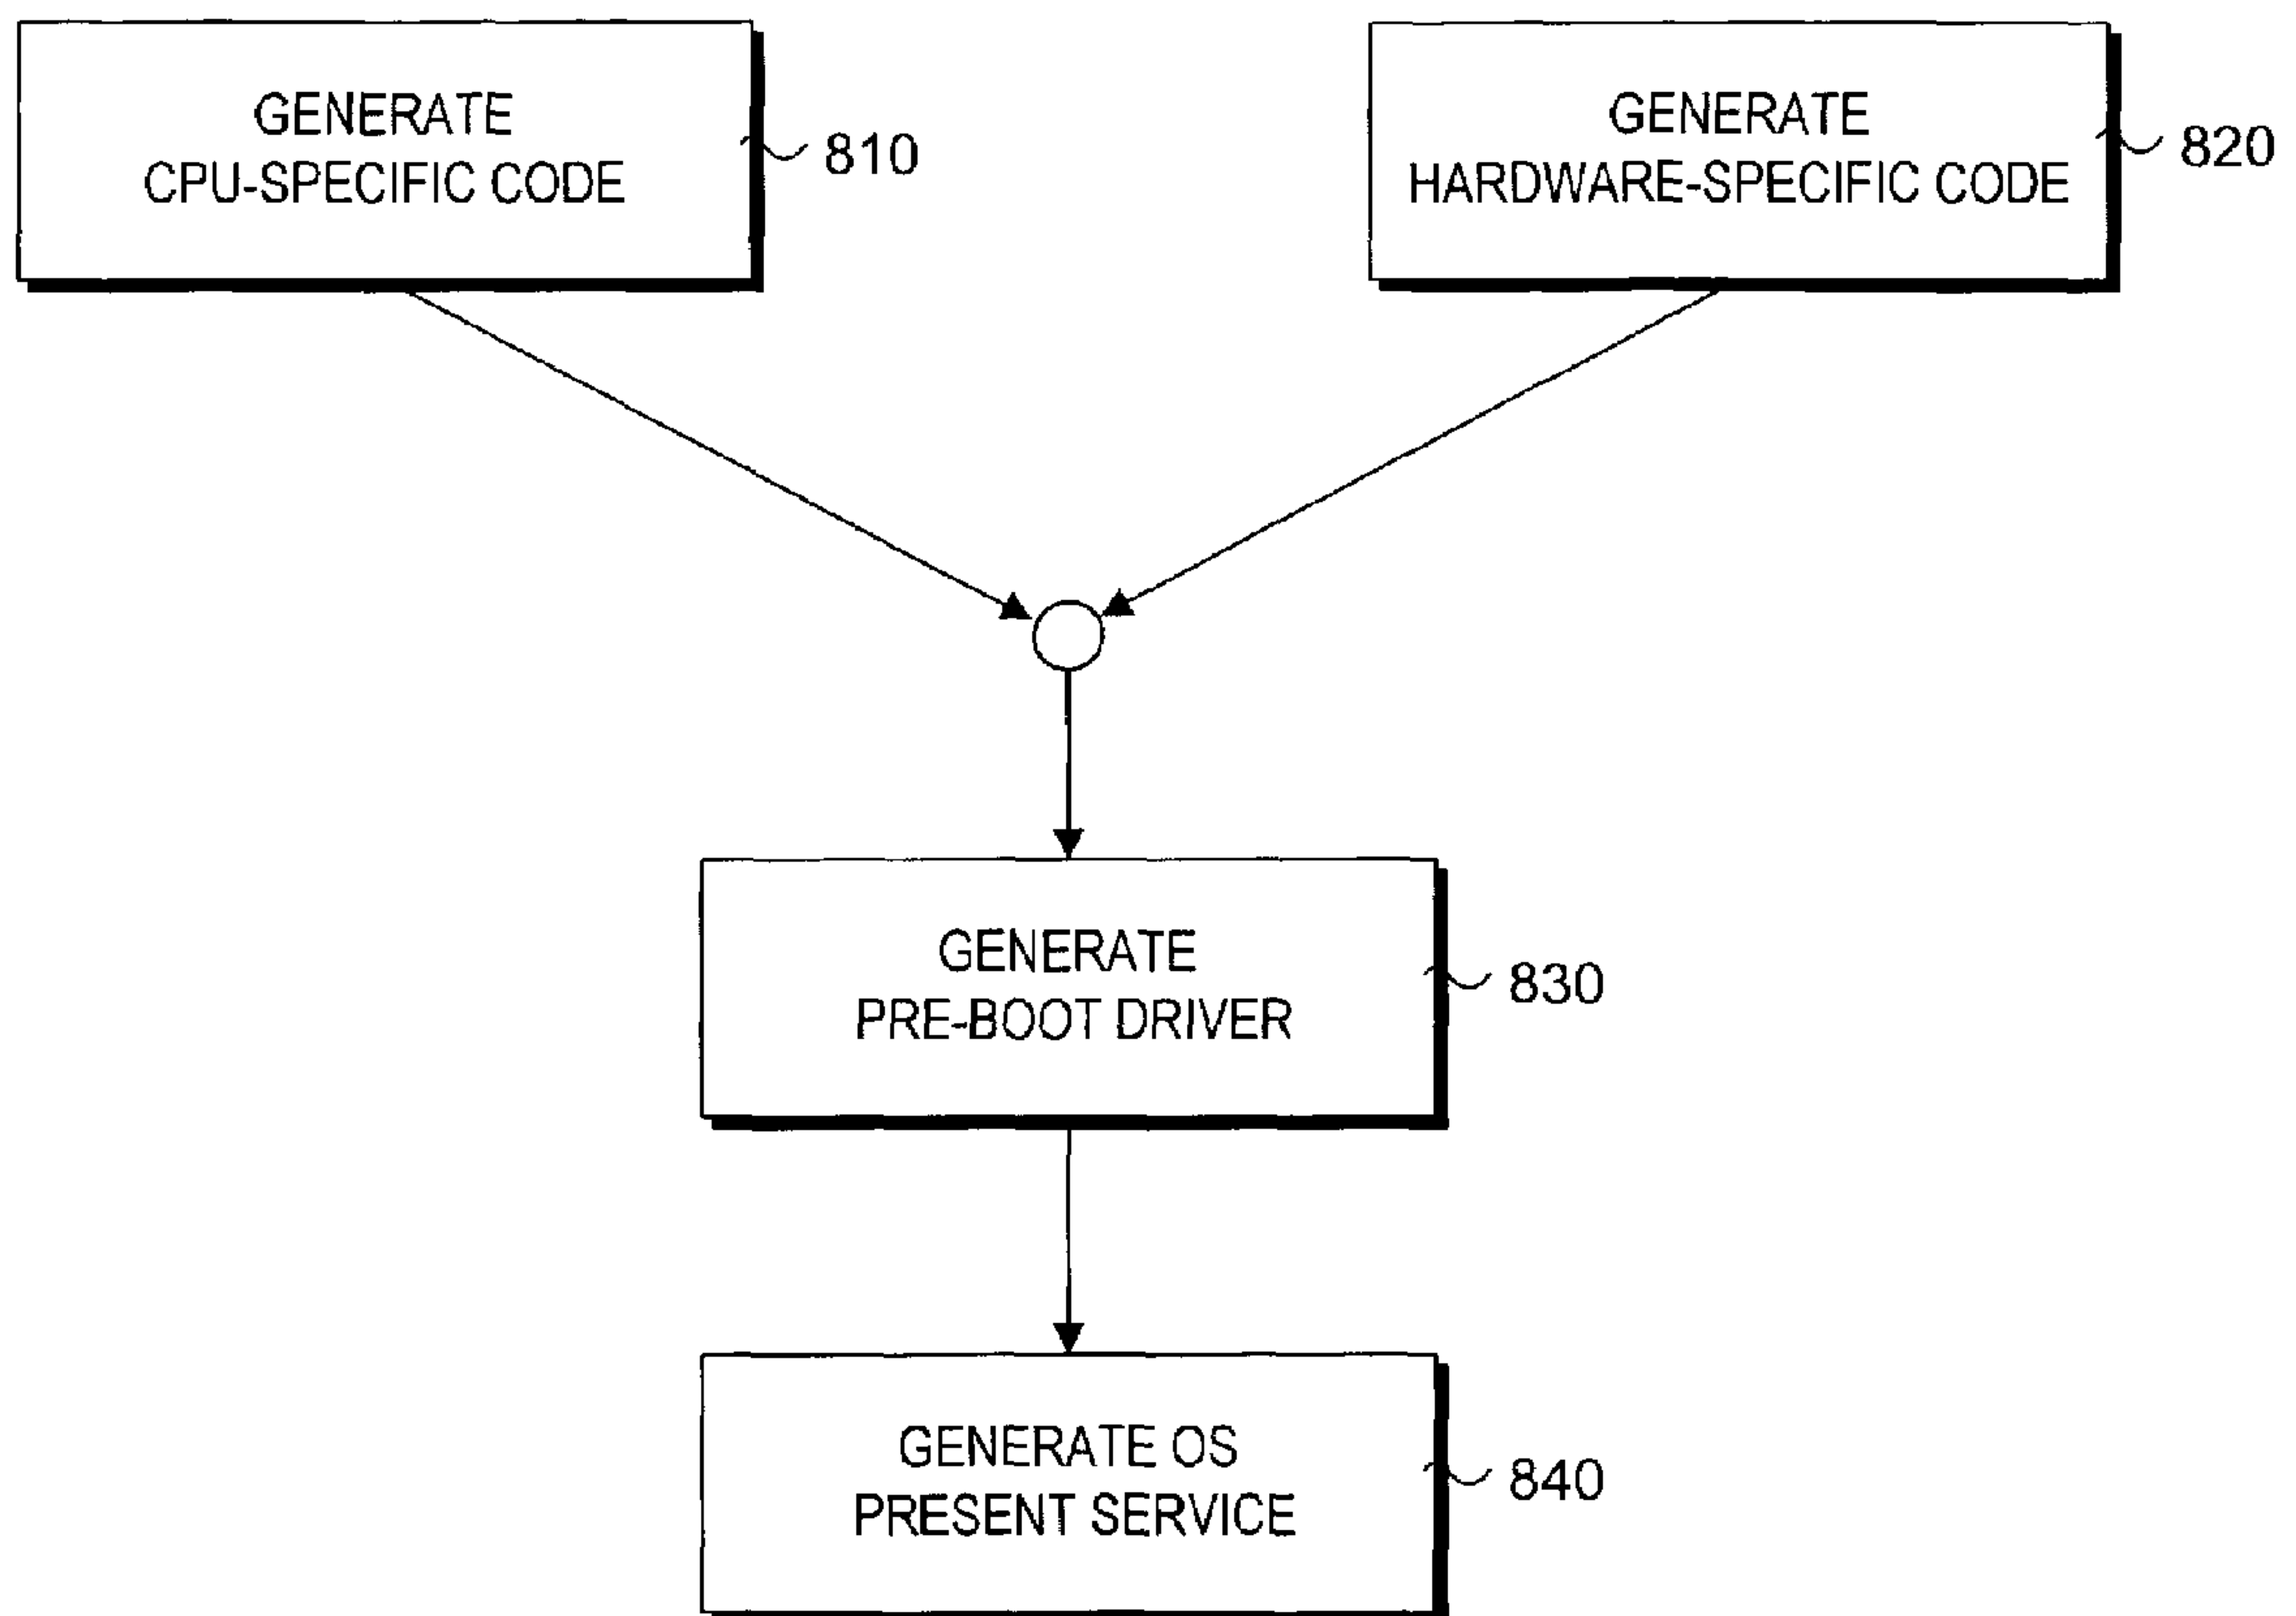 GENERATE
CPU-SPECIFIC CODE
810
GENERATE
HARDWARE-SPECIFIC CODE
820
GENERATE
PRE-BOOT DRIVER
830
GENERATE OS
PRESENT SERVICE
840